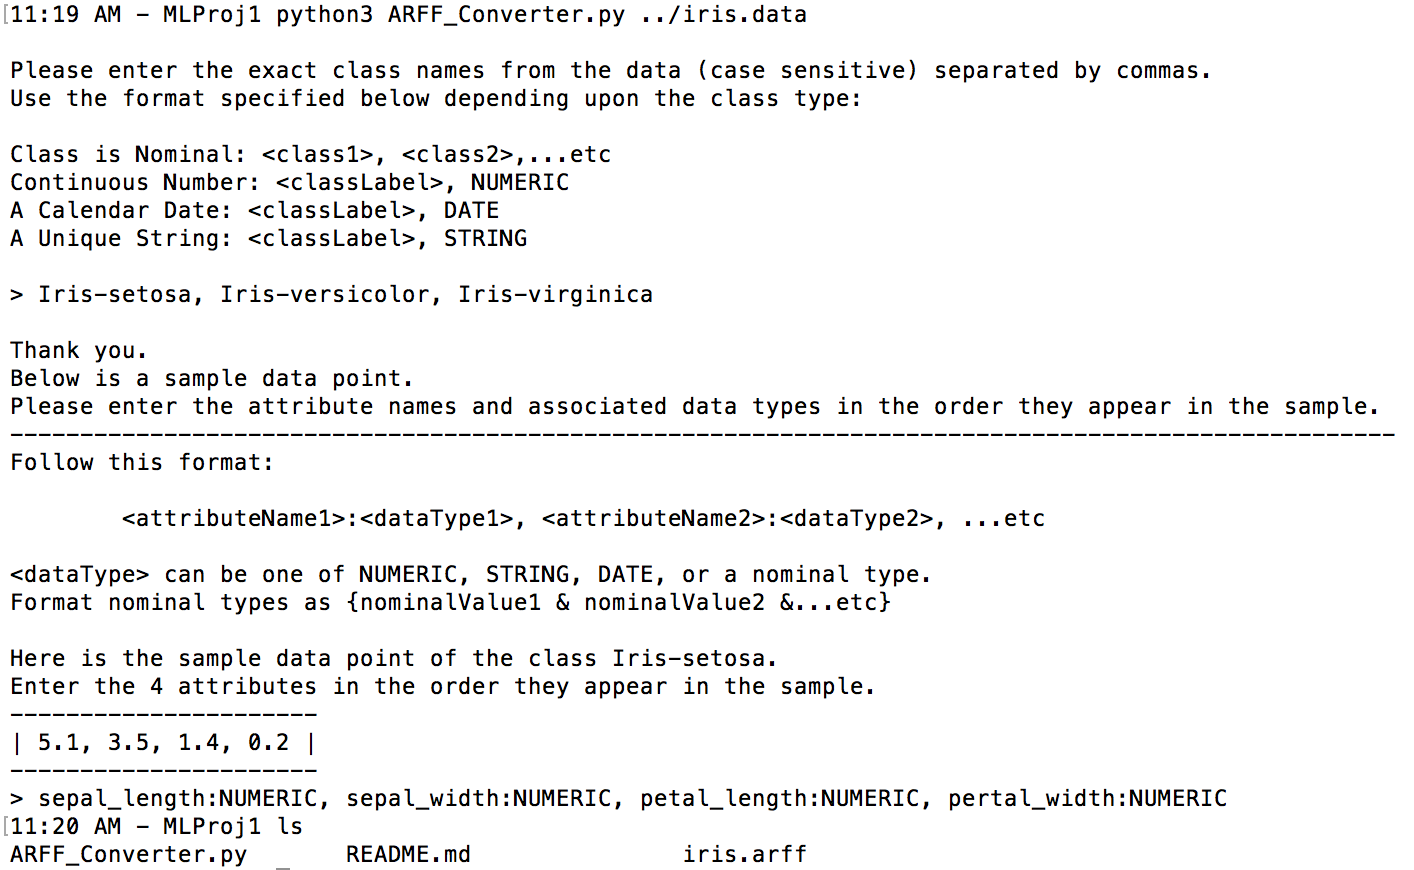 [11:19 AM - MLProj1 python3 ARFF_Converter.py ../iris.data
Please enter the exact class names from the data (case sensitive) separated by commas.
Use the format specified below depending upon the class type:
Class is Nominal: <class1>, <class2>,...etc
Continuous Number: <classLabel>, NUMERIC
A Calendar Date: <classLabel>, DATE
A Unique String: <classLabel>, STRING
> Iris-setosa, Iris-versicolor, Iris-virginica
Thank you.
Below is a sample data point.
Please enter the attribute names and associated data types in the order they appear in the sample.
---------------------------------------------------------------------------------------------------
Follow this format:
<attributeName1>:<dataType1>, <attributeName2>:<dataType2>, ...etc
<dataType> can be one of NUMERIC, STRING, DATE, or a nominal type.
Format nominal types as {nominalValue1 & nominalValue2 &...etc}
Here is the sample data point of the class Iris-setosa.
Enter the 4 attributes in the order they appear in the sample.
----------------------
| 5.1, 3.5, 1.4, 0.2 |
----------------------
> sepal_length:NUMERIC, sepal_width:NUMERIC, petal_length:NUMERIC, pertal_width:NUMERIC
[11:20 AM - MLProj1 ls
ARFF_Converter.py _ README.md iris.arff